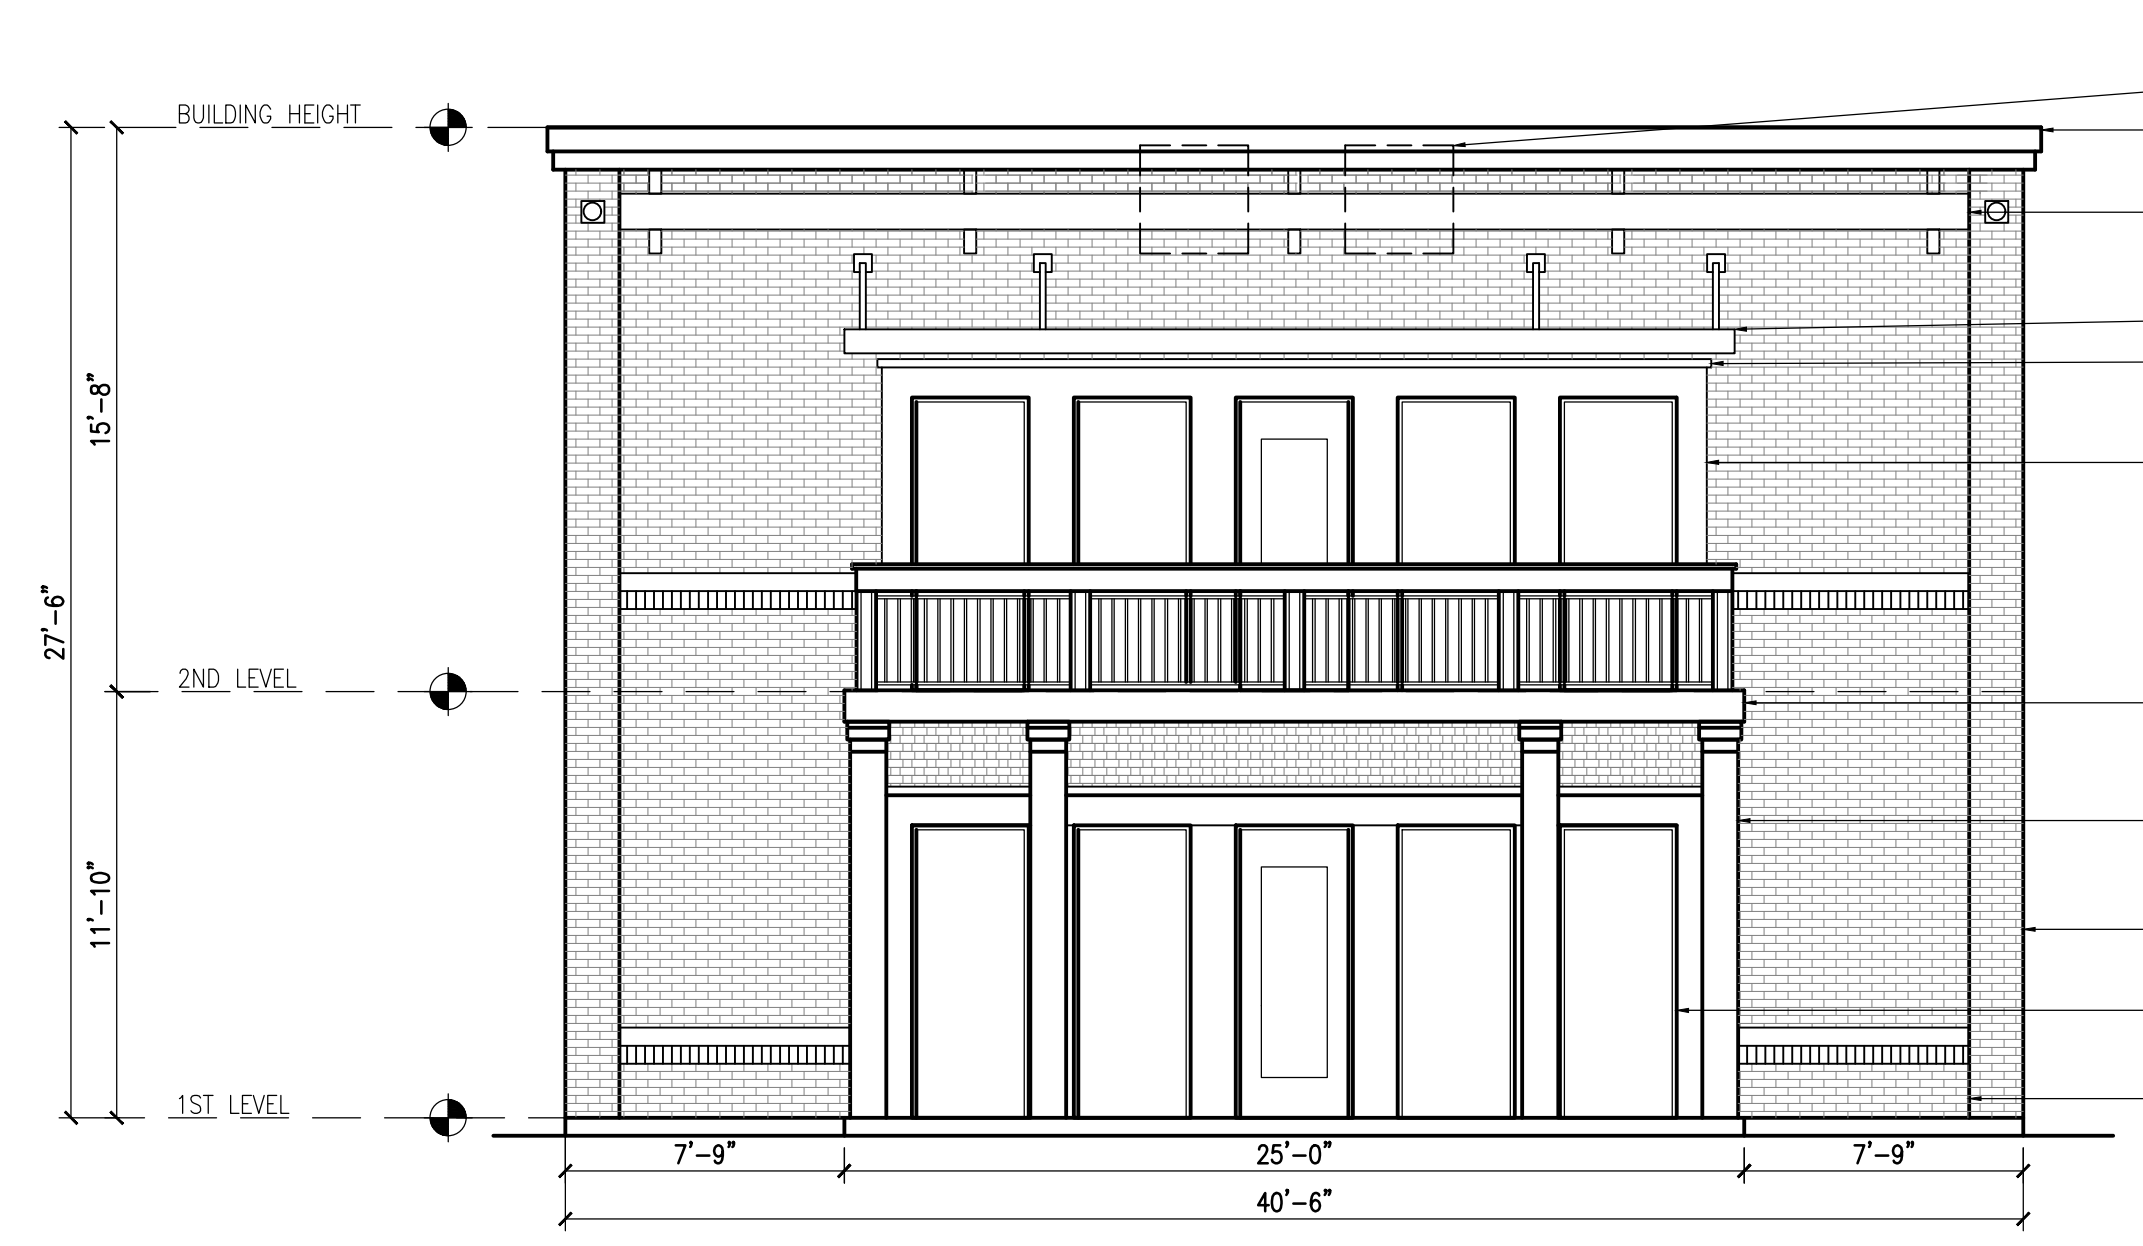 BUILDING HEIGHT
15'-8"
27'-6"
2ND LEVEL
11'-10"
1ST LEVEL
7'-9"
25'-0"
7'-9"
40'-6"